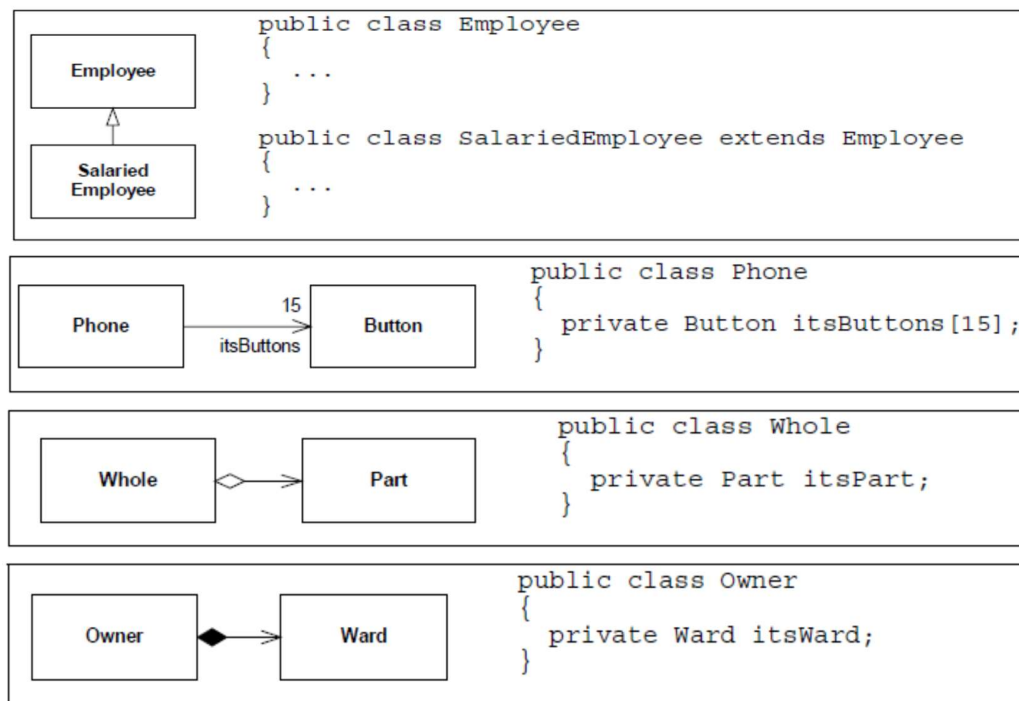 Employee
Salaried
Employee
public class Employee
{
...
}
public class SalariedEmployee extends Employee
{
...
}
Phone
15
itsButtons
Button
public class Phone
{
private Button itsButtons[15];
}
Whole
Part
public class Whole
{
private Part itsPart;
}
Owner
Ward
public class Owner
{
private Ward itsWard;
}